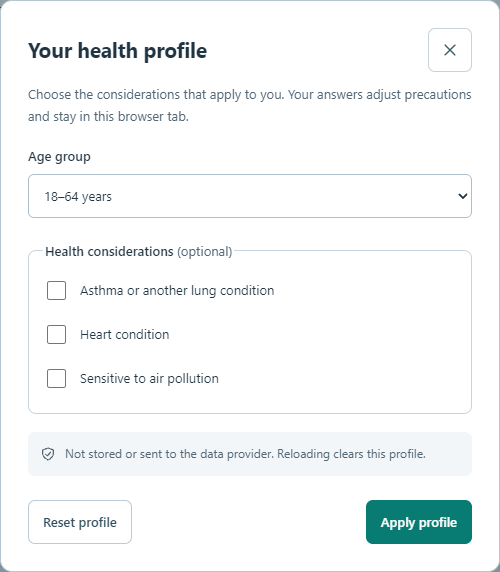 Your health profile
Choose the considerations that apply to you. Your answers adjust precautions
and stay in this browser tab.
Age group
18–64 years
Health considerations (optional)
Asthma or another lung condition
Heart condition
Sensitive to air pollution
Not stored or sent to the data provider. Reloading clears this profile.
Reset profile
Apply profile